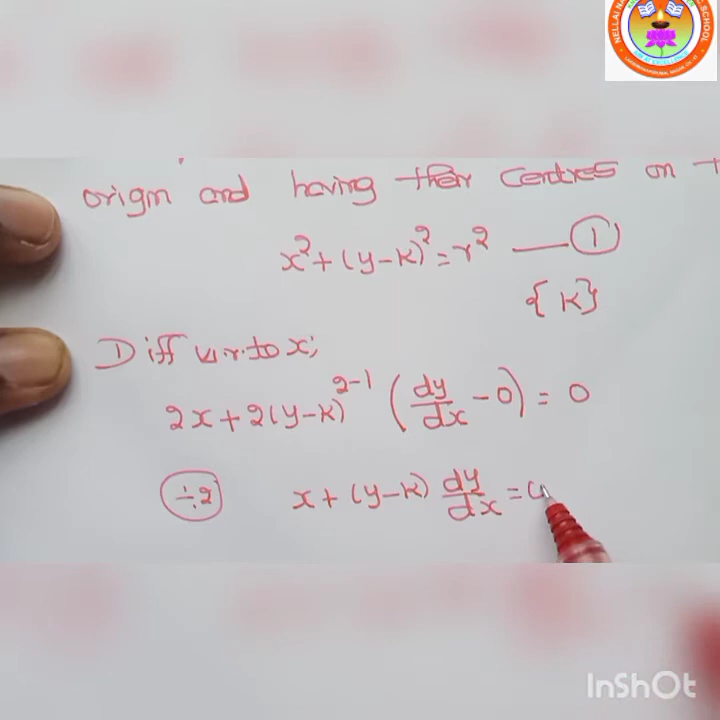 origin and having their centres on
x² + (y-k)² = r² —— ①
{k}
Diff w.r.to x;
2x + 2(y-k)²⁻¹ (dy/dx - 0) = 0
÷2 x + (y-k) dy/dx =
InShOt